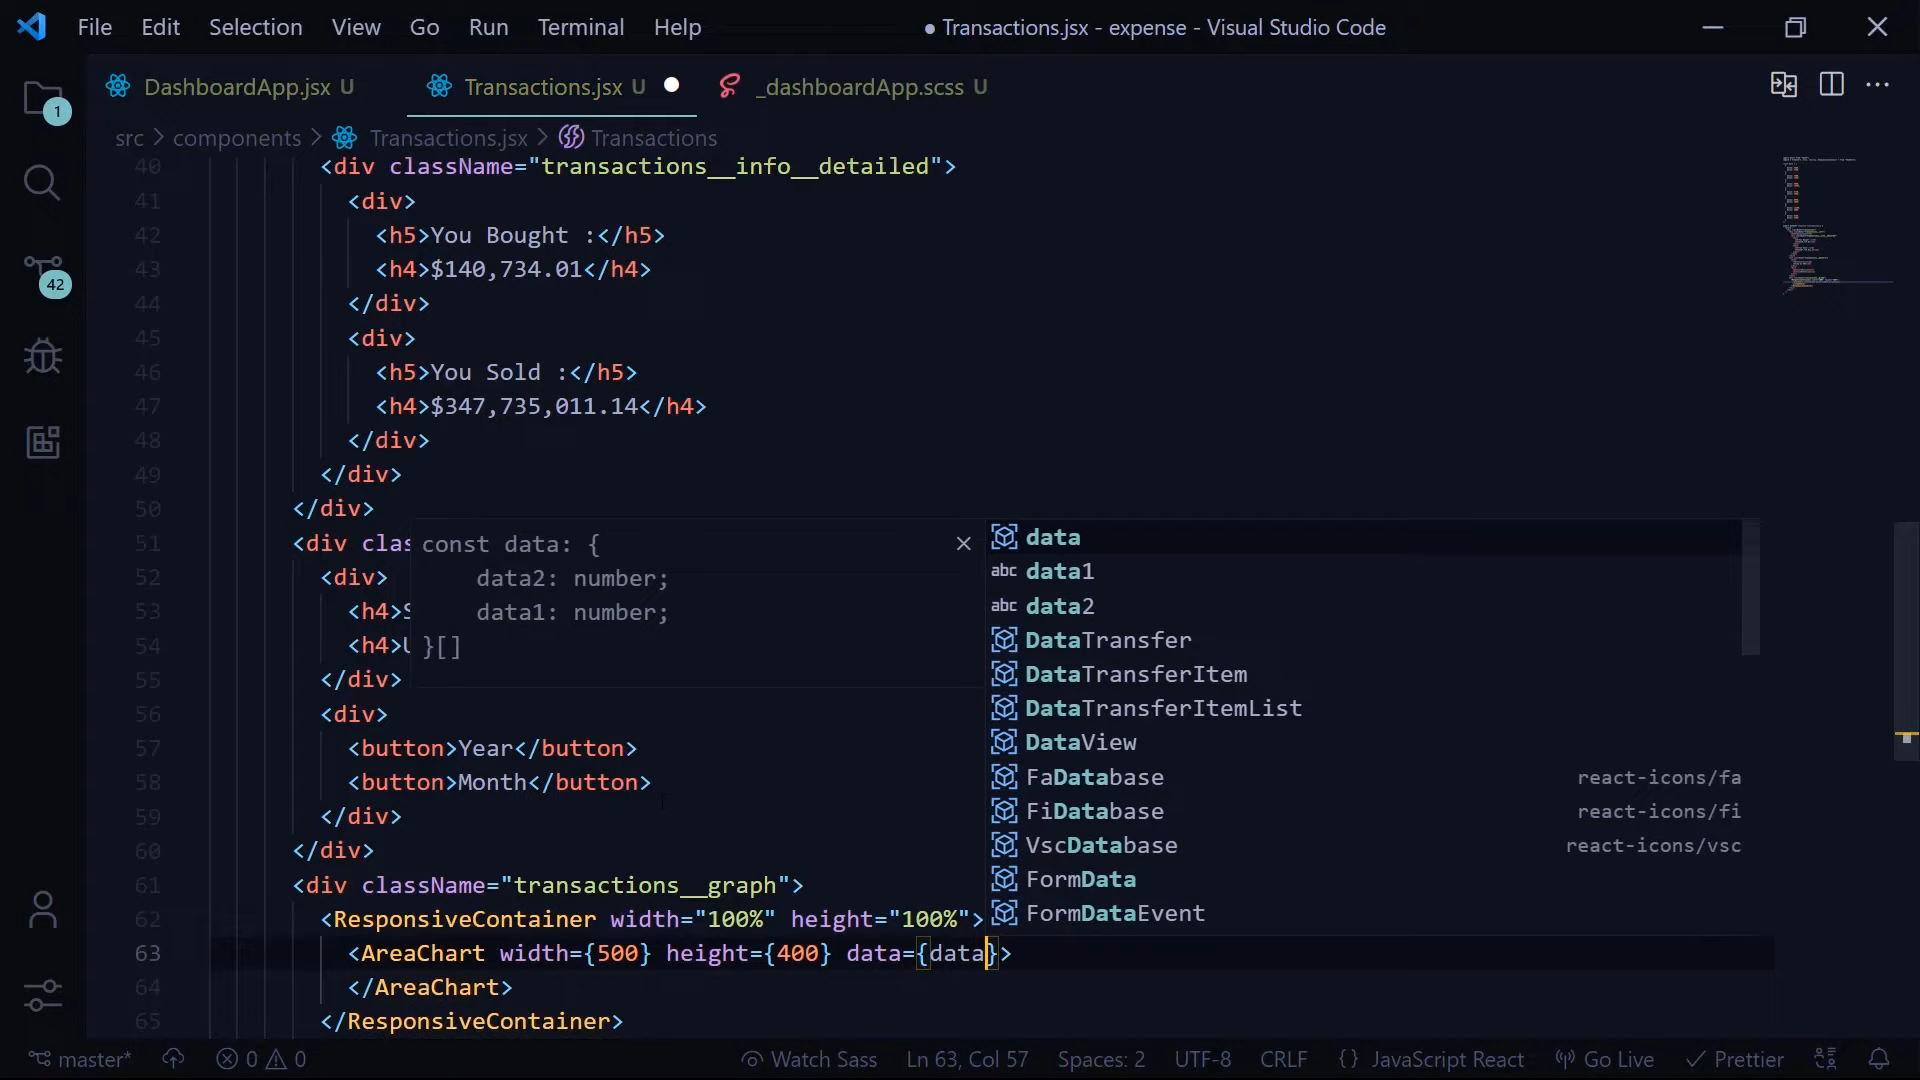 File Edit Selection View Go Run Terminal Help
● Transactions.jsx - expense - Visual Studio Code
DashboardApp.jsx U
Transactions.jsx U
_dashboardApp.scss U
1
42
src > components > Transactions.jsx > Transactions
40 <div className="transactions__info__detailed">
41 <div>
42 <h5>You Bought :</h5>
43 <h4>$140,734.01</h4>
44 </div>
45 <div>
46 <h5>You Sold :</h5>
47 <h4>$347,735,011.14</h4>
48 </div>
49 </div>
50 </div>
51 <div clas
52 <div>
53 <h4>S
54 <h4>U
55 </div>
56 <div>
57 <button>Year</button>
58 <button>Month</button>
59 </div>
60 </div>
61 <div className="transactions__graph">
62 <ResponsiveContainer width="100%" height="100%">
63 <AreaChart width={500} height={400} data={data}>
64 </AreaChart>
65 </ResponsiveContainer>
const data: {
data2: number;
data1: number;
}[]
data
abc data1
abc data2
DataTransfer
DataTransferItem
DataTransferItemList
DataView
FaDatabase react-icons/fa
FiDatabase react-icons/fi
VscDatabase react-icons/vsc
FormData
FormDataEvent
master* 0 0 Watch Sass Ln 63, Col 57 Spaces: 2 UTF-8 CRLF {} JavaScript React Go Live Prettier